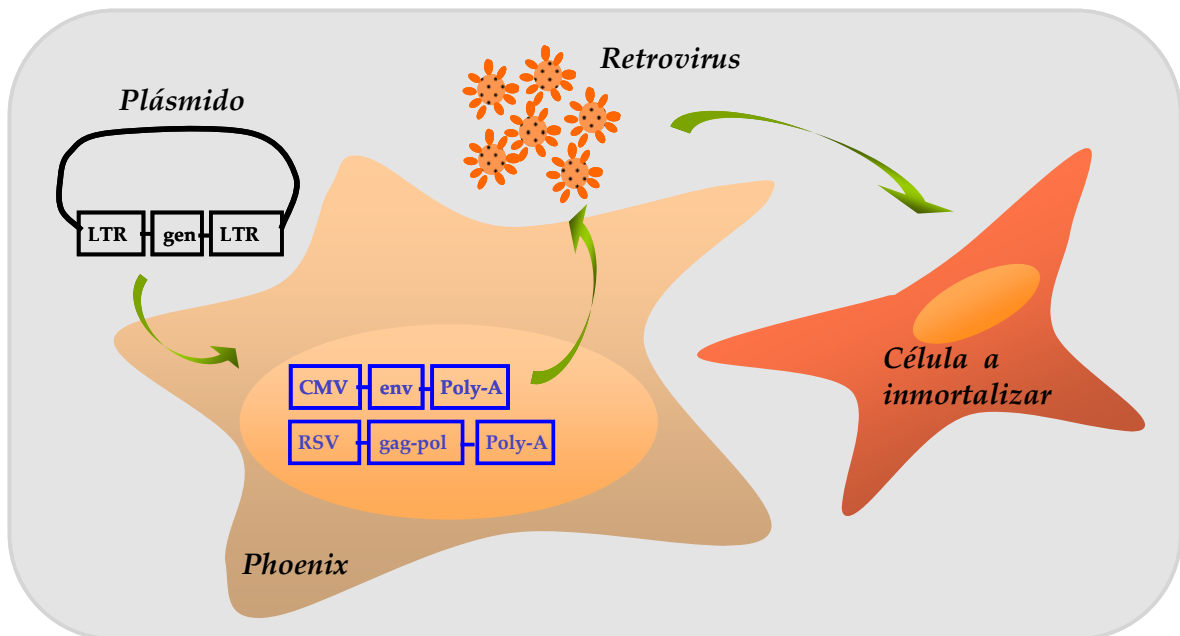 Retrovirus
Plásmido
LTR gen LTR
CMV env Poly-A
RSV gag-pol Poly-A
Célula a
inmortalizar
Phoenix